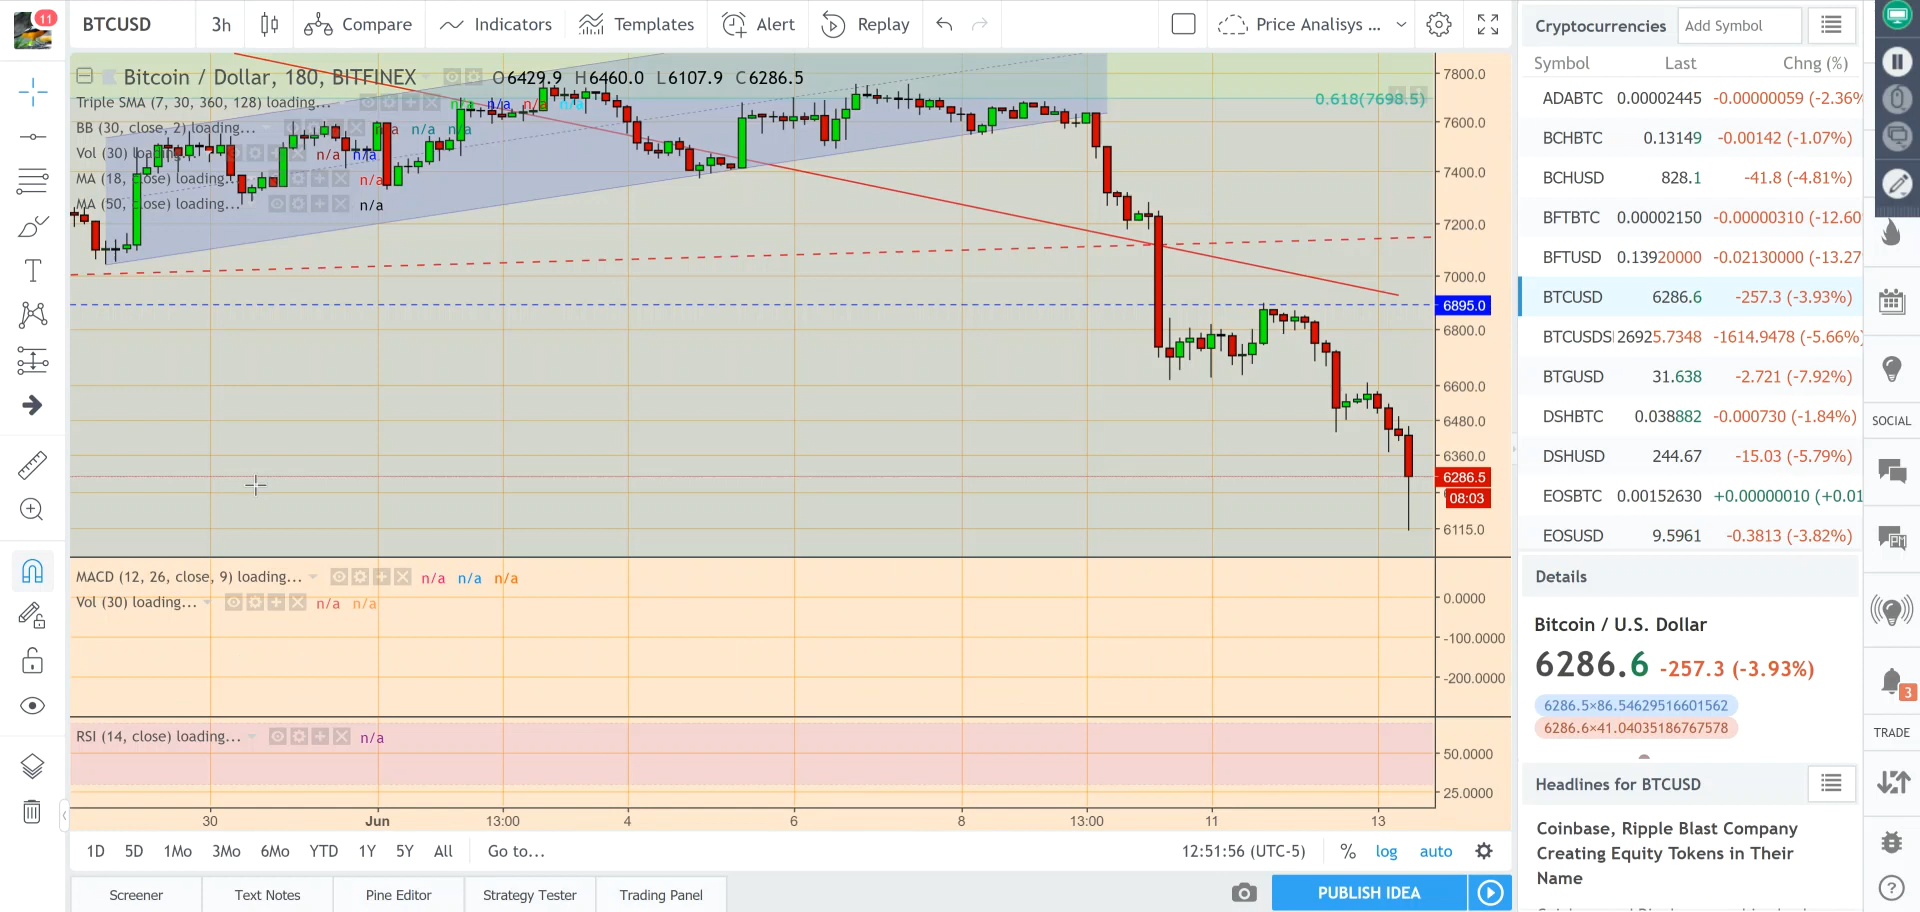 11
BTCUSD
3h
Compare
Indicators
Templates
Alert
Replay
Price Analisys ...
Bitcoin / Dollar, 180, BITFINEX
O6429.9 H6460.0 L6107.9 C6286.5
Triple SMA (7, 30, 360, 128) loading... n/a n/a n/a n/a
BB (30, close, 2) loading... n/a n/a n/a
Vol (30) loading... n/a n/a
MA (18, close) loading... n/a
MA (50, close) loading... n/a
0.618(7698.5)
7800.0
7600.0
7400.0
7200.0
7000.0
6895.0
6800.0
6600.0
6480.0
6360.0
6286.5
08:03
6115.0
MACD (12, 26, close, 9) loading... n/a n/a n/a
Vol (30) loading... n/a n/a
0.0000
-100.0000
-200.0000
RSI (14, close) loading... n/a
50.0000
25.0000
30 Jun 13:00 4 6 8 13:00 11 13
1D 5D 1Mo 3Mo 6Mo YTD 1Y 5Y All Go to...
12:51:56 (UTC-5) % log auto
Screener Text Notes Pine Editor Strategy Tester Trading Panel
PUBLISH IDEA
Cryptocurrencies
Add Symbol
Symbol Last Chng (%)
ADABTC 0.00002445 -0.00000059 (-2.36%
BCHBTC 0.13149 -0.00142 (-1.07%)
BCHUSD 828.1 -41.8 (-4.81%)
BFTBTC 0.00002150 -0.00000310 (-12.60
BFTUSD 0.13920000 -0.02130000 (-13.27
BTCUSD 6286.6 -257.3 (-3.93%)
BTCUSDS 26925.7348 -1614.9478 (-5.66%)
BTGUSD 31.638 -2.721 (-7.92%)
DSHBTC 0.038882 -0.000730 (-1.84%)
DSHUSD 244.67 -15.03 (-5.79%)
EOSBTC 0.00152630 +0.00000010 (+0.01
EOSUSD 9.5961 -0.3813 (-3.82%)
Details
Bitcoin / U.S. Dollar
6286.6 -257.3 (-3.93%)
6286.5×86.54629516601562
6286.6×41.04035186767578
Headlines for BTCUSD
Coinbase, Ripple Blast Company
Creating Equity Tokens in Their
Name
SOCIAL
PM
3
TRADE